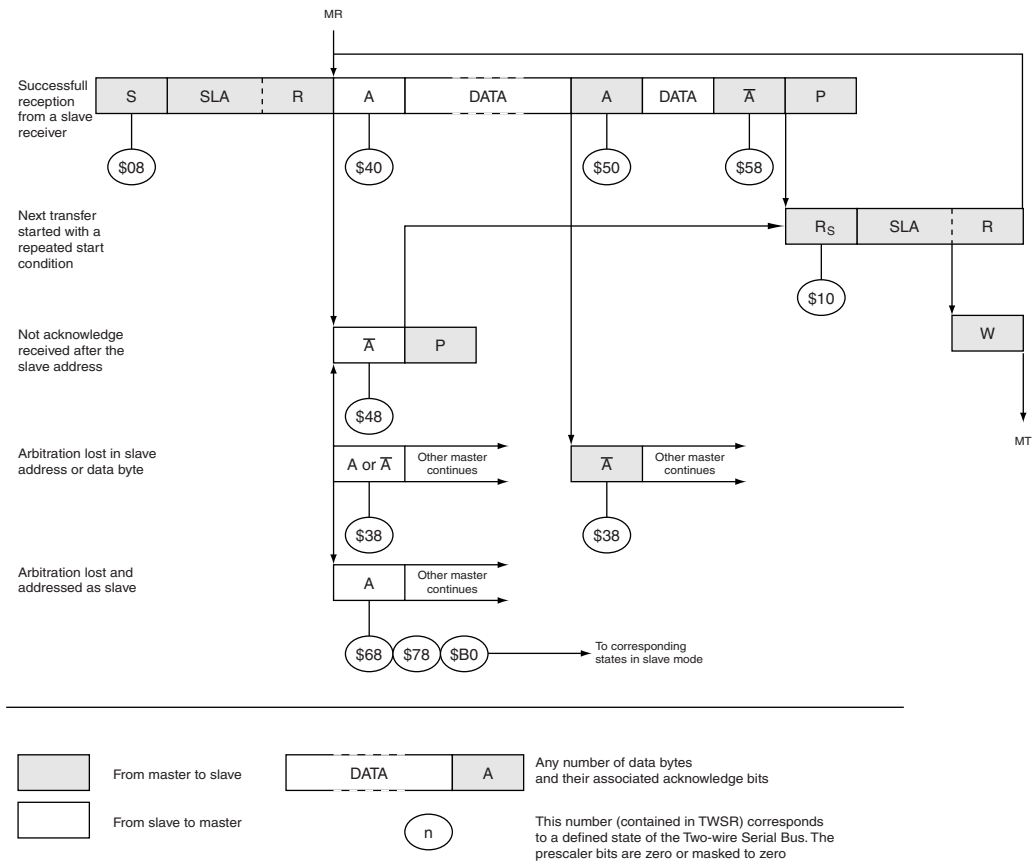 MR
Successfull
reception
from a slave
receiver
S SLA R A DATA A DATA A̅ P
$08 $40 $50 $58
Next transfer
started with a
repeated start
condition
RS SLA R
$10
Not acknowledge
received after the
slave address
A̅ P
W
$48
MT
Arbitration lost in slave
address or data byte
A or A̅ Other master
continues
A̅ Other master
continues
$38 $38
Arbitration lost and
addressed as slave
A Other master
continues
$68 $78 $B0
To corresponding
states in slave mode
From master to slave
DATA A
Any number of data bytes
and their associated acknowledge bits
From slave to master
n
This number (contained in TWSR) corresponds
to a defined state of the Two-wire Serial Bus. The
prescaler bits are zero or masked to zero